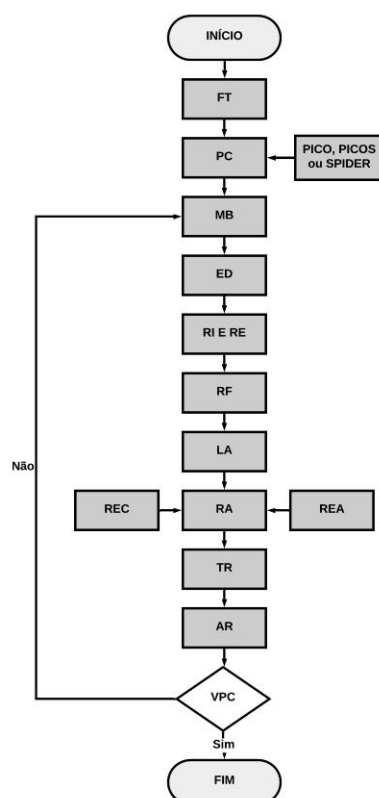 INÍCIO
FT
PC
PICO, PICOS
ou SPIDER
MB
ED
RI E RE
RF
LA
Não
REC
RA
REA
TR
AR
VPC
Sim
FIM